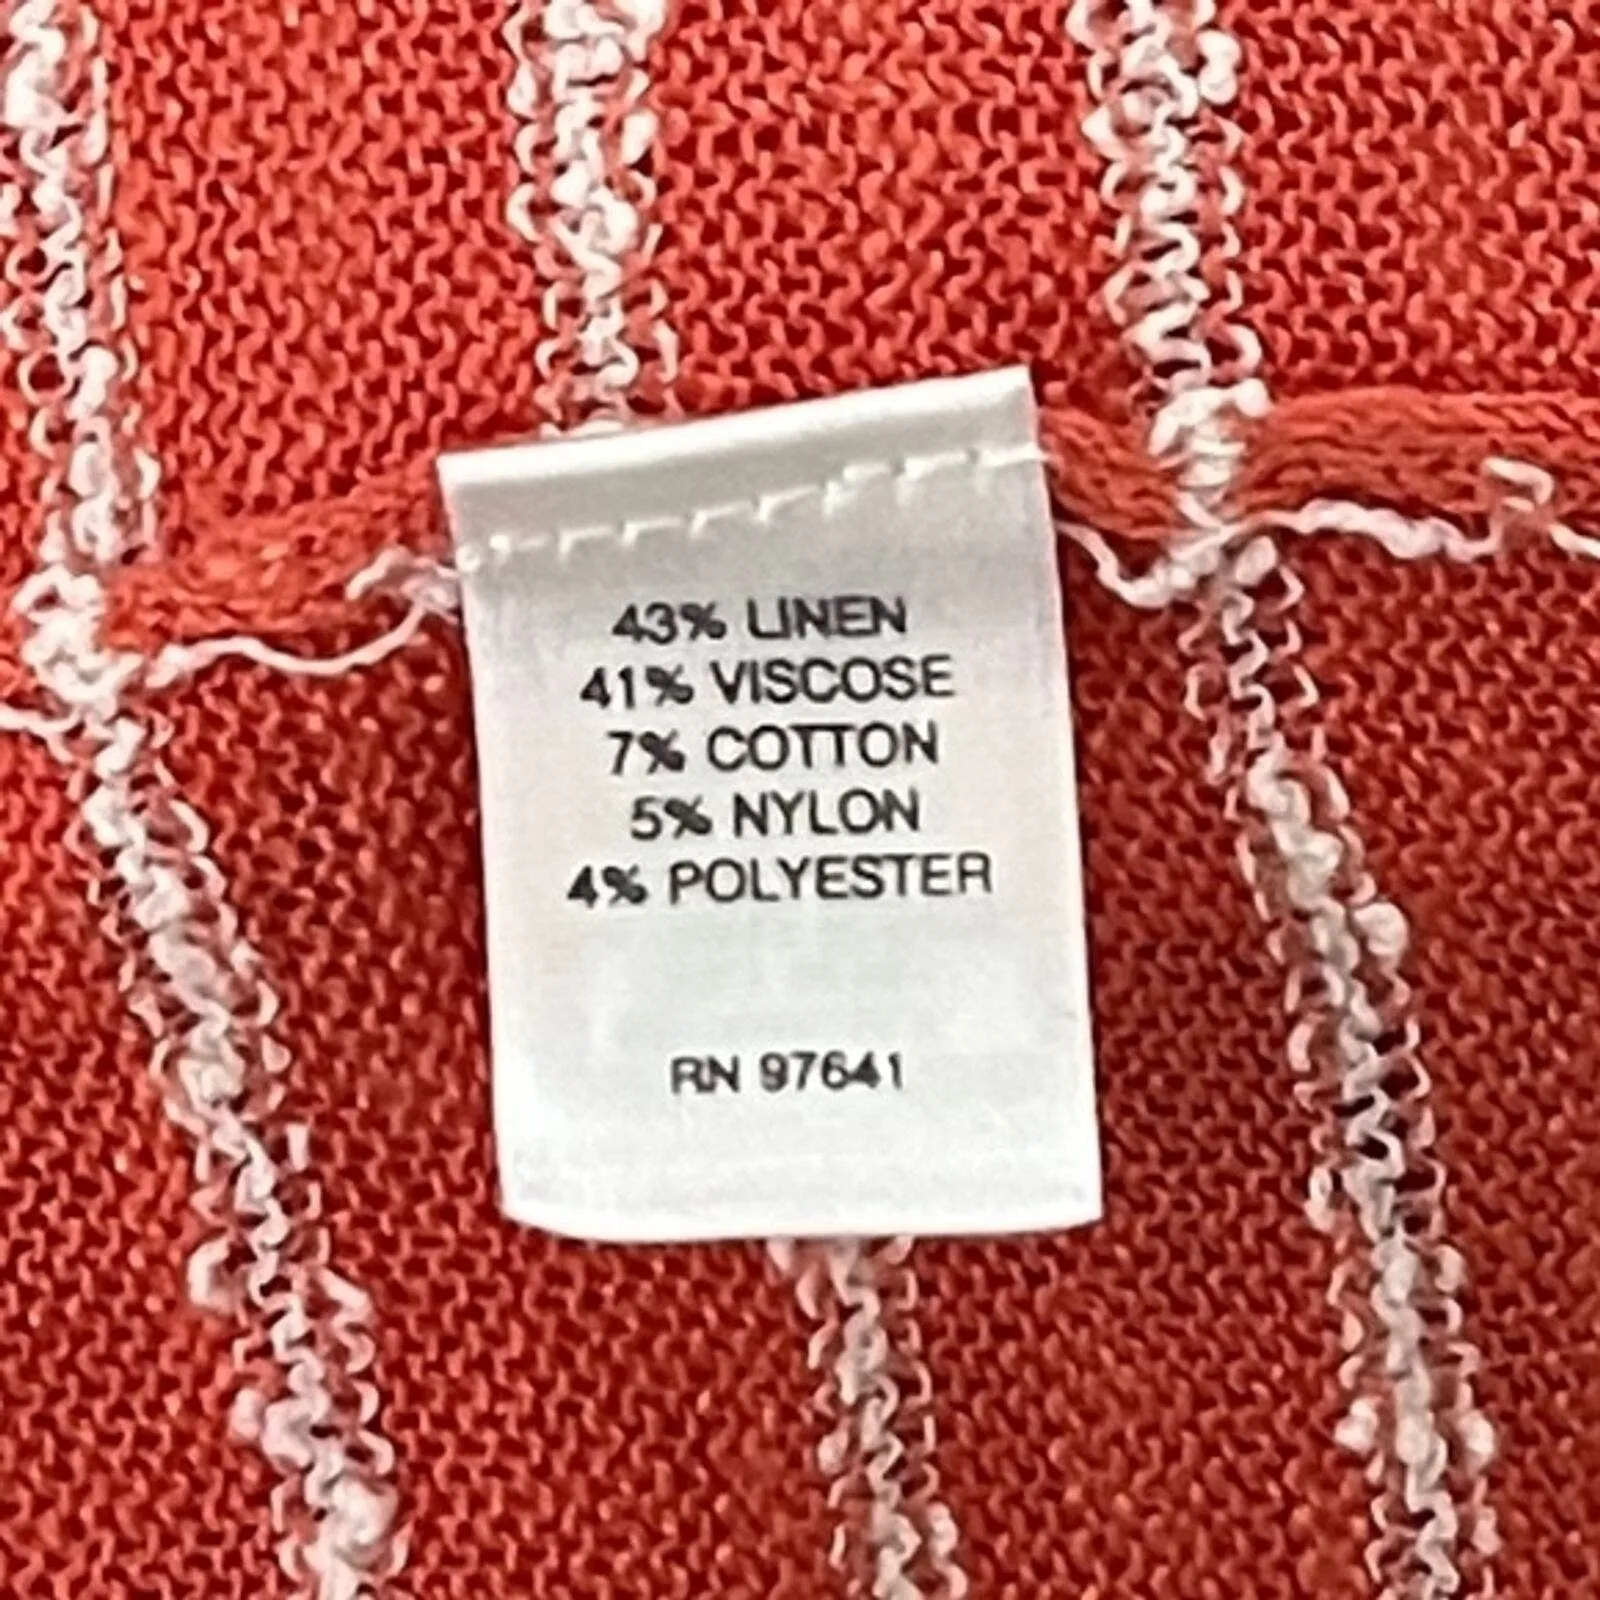 43% LINEN
41% VISCOSE
7% COTTON
5% NYLON
4% POLYESTER
RN 97641